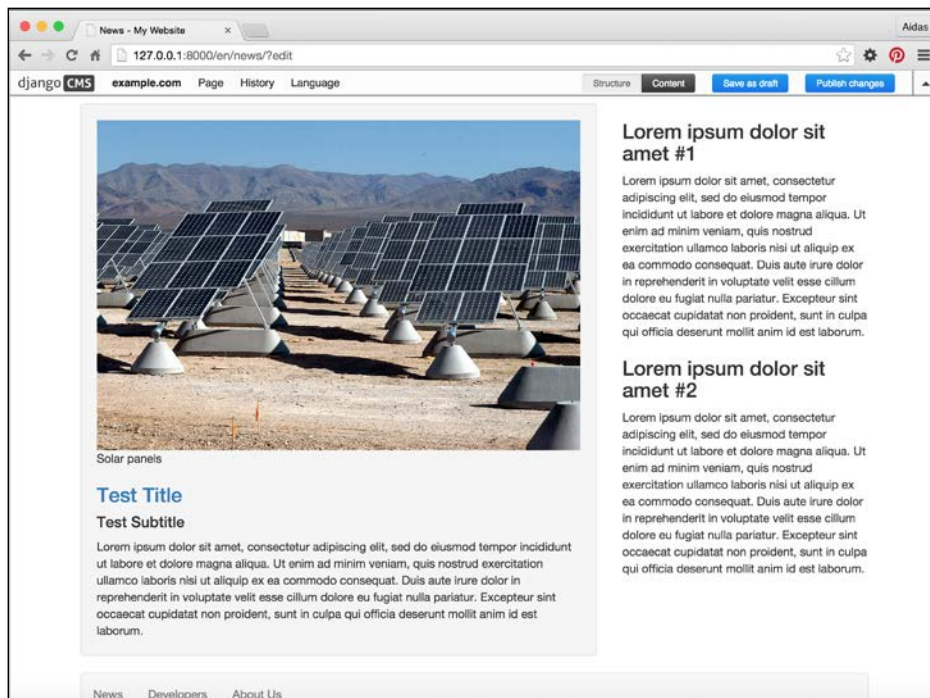 News - My Website
Aidas
127.0.0.1:8000/en/news/?edit
django CMS example.com Page History Language Structure Content Save as draft Publish changes
Solar panels
Test Title
Test Subtitle
Lorem ipsum dolor sit amet, consectetur adipiscing elit, sed do eiusmod tempor incididunt
ut labore et dolore magna aliqua. Ut enim ad minim veniam, quis nostrud exercitation
ullamco laboris nisi ut aliquip ex ea commodo consequat. Duis aute irure dolor in
reprehenderit in voluptate velit esse cillum dolore eu fugiat nulla pariatur. Excepteur sint
occaecat cupidatat non proident, sunt in culpa qui officia deserunt mollit anim id est
laborum.
Lorem ipsum dolor sit
amet #1
Lorem ipsum dolor sit amet, consectetur
adipiscing elit, sed do eiusmod tempor
incididunt ut labore et dolore magna aliqua. Ut
enim ad minim veniam, quis nostrud
exercitation ullamco laboris nisi ut aliquip ex
ea commodo consequat. Duis aute irure dolor
in reprehenderit in voluptate velit esse cillum
dolore eu fugiat nulla pariatur. Excepteur sint
occaecat cupidatat non proident, sunt in culpa
qui officia deserunt mollit anim id est laborum.
Lorem ipsum dolor sit
amet #2
Lorem ipsum dolor sit amet, consectetur
adipiscing elit, sed do eiusmod tempor
incididunt ut labore et dolore magna aliqua. Ut
enim ad minim veniam, quis nostrud
exercitation ullamco laboris nisi ut aliquip ex
ea commodo consequat. Duis aute irure dolor
in reprehenderit in voluptate velit esse cillum
dolore eu fugiat nulla pariatur. Excepteur sint
occaecat cupidatat non proident, sunt in culpa
qui officia deserunt mollit anim id est laborum.
News Developers About Us